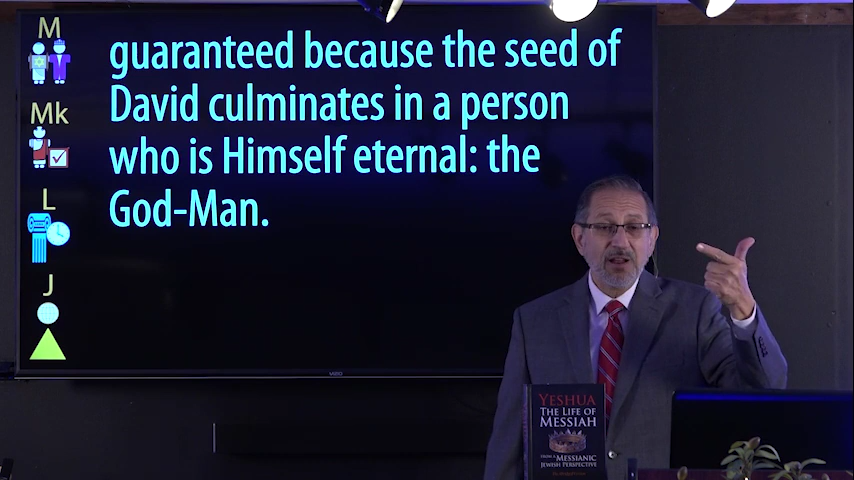 M
Mk
L
J
guaranteed because the seed of
David culminates in a person
who is Himself eternal: the
God-Man.
YESHUA
THE LIFE OF
MESSIAH
FROM A MESSIANIC
JEWISH PERSPECTIVE